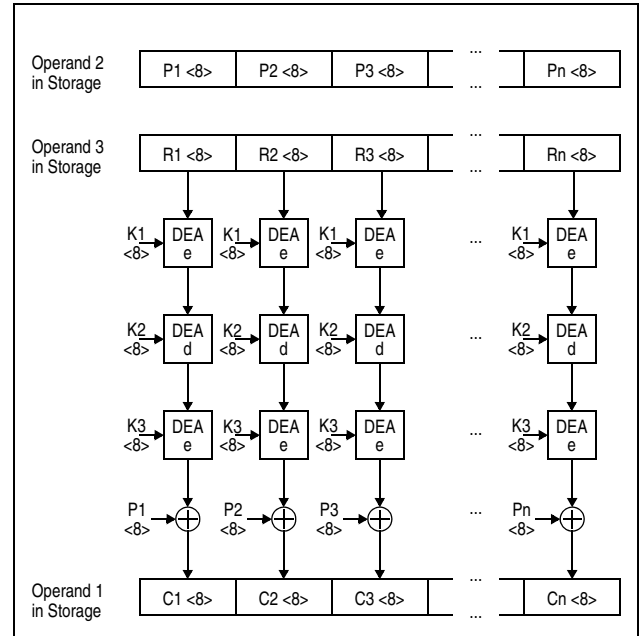 Operand 2
in Storage
P1 <8> P2 <8> P3 <8> ... Pn <8>
...
Operand 3
in Storage
R1 <8> R2 <8> R3 <8> ... Rn <8>
...
K1 <8> DEA e K1 <8> DEA e K1 <8> DEA e ... K1 <8> DEA e
K2 <8> DEA d K2 <8> DEA d K2 <8> DEA d ... K2 <8> DEA d
K3 <8> DEA e K3 <8> DEA e K3 <8> DEA e ... K3 <8> DEA e
P1 <8> P2 <8> P3 <8> ... Pn <8>
Operand 1
in Storage
C1 <8> C2 <8> C3 <8> ... Cn <8>
...